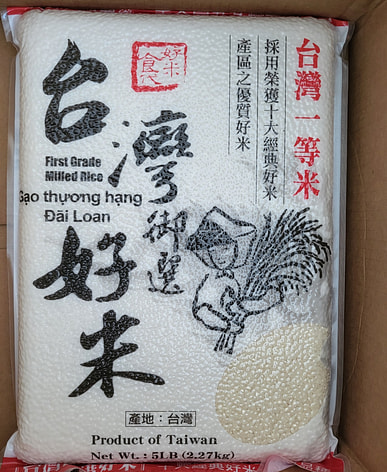 台灣一等米
採用榮獲十大經典好米
產區之優質好米
好米
食代
台灣
御選
好米
First Grade
Milled Rice
Gạo thượng hạng
Đài Loan
產地：台灣
Product of Taiwan
Net Wt. : 5LB (2.27kg)